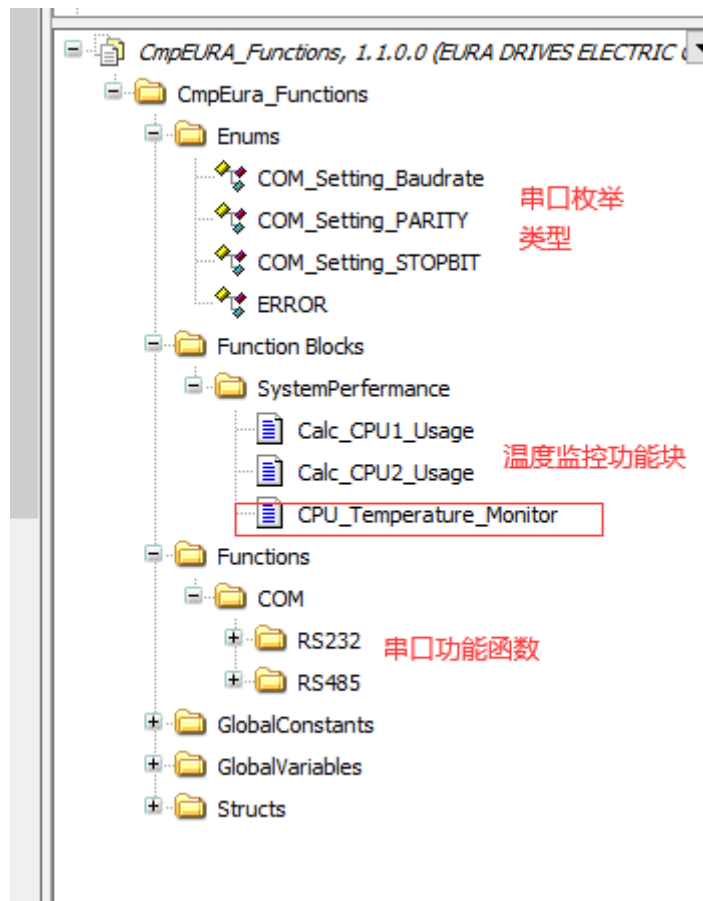 CmpEURA_Functions, 1.1.0.0 (EURA DRIVES ELECTRIC
CmpEura_Functions
Enums
COM_Setting_Baudrate
COM_Setting_PARITY
COM_Setting_STOPBIT
ERROR
串口枚举
类型
Function Blocks
SystemPerfermance
Calc_CPU1_Usage
Calc_CPU2_Usage
CPU_Temperature_Monitor
温度监控功能块
Functions
COM
RS232
RS485
串口功能函数
GlobalConstants
GlobalVariables
Structs